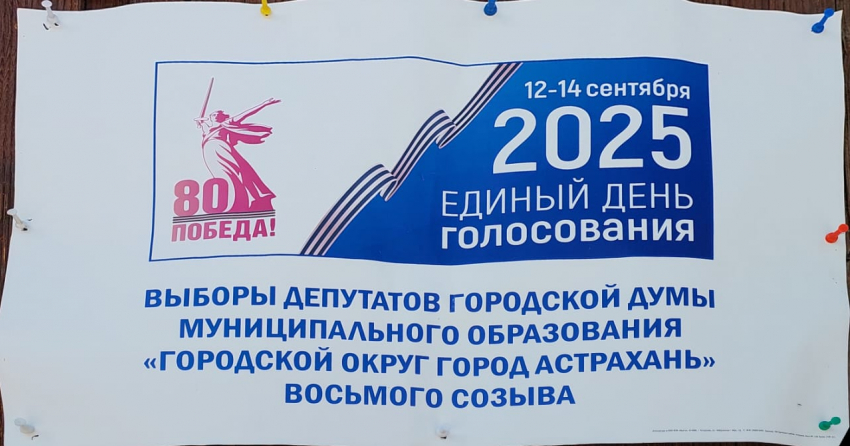 80
ПОБЕДА!
12-14 сентября
2025
ЕДИНЫЙ ДЕНЬ
ГОЛОСОВАНИЯ
ВЫБОРЫ ДЕПУТАТОВ ГОРОДСКОЙ ДУМЫ
МУНИЦИПАЛЬНОГО ОБРАЗОВАНИЯ
«ГОРОДСКОЙ ОКРУГ ГОРОД АСТРАХАНЬ»
ВОСЬМОГО СОЗЫВА